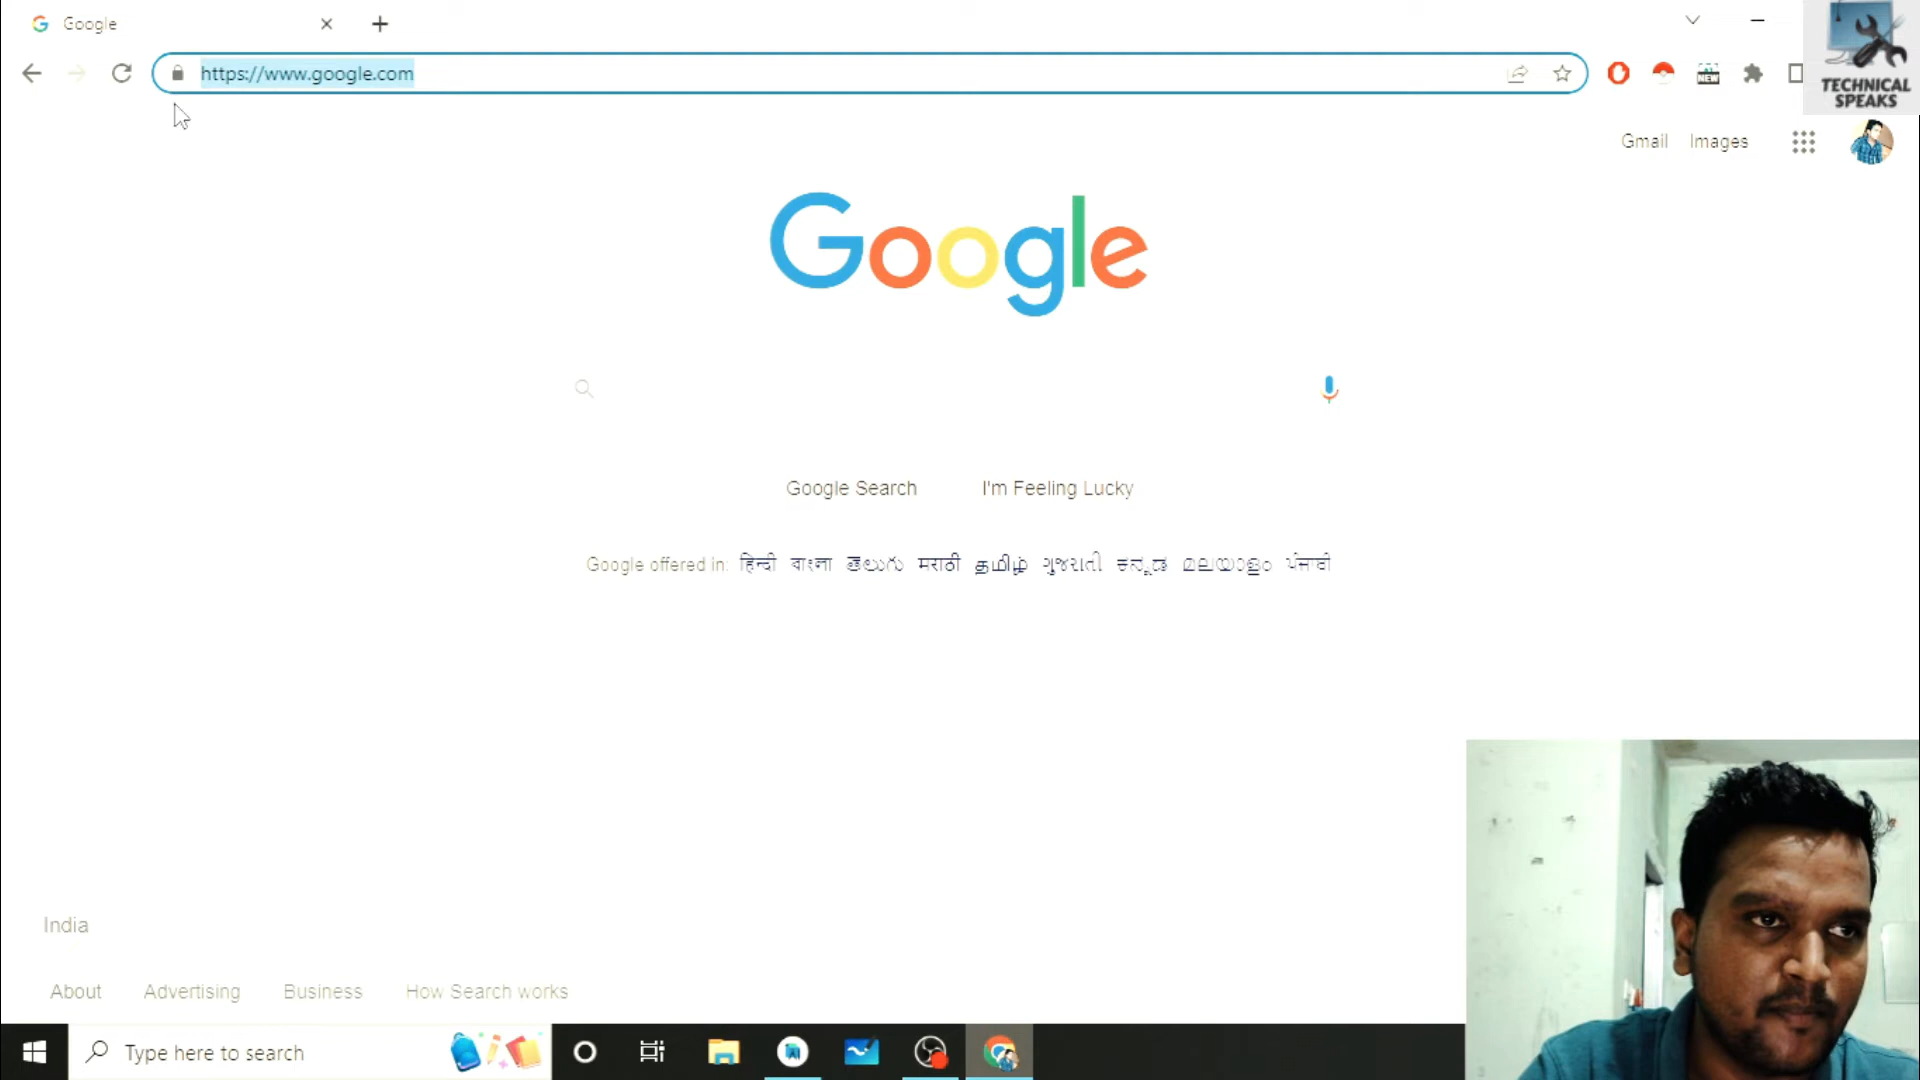 Google
https://www.google.com
TECHNICAL
SPEAKS
Gmail Images
Google
Google Search I'm Feeling Lucky
Google offered in: हिन्दी বাংলা తెలుగు मराठी தமிழ் ગુજરાતી ಕನ್ನಡ മലയാളം ਪੰਜਾਬੀ
India
About Advertising Business How Search works
Type here to search